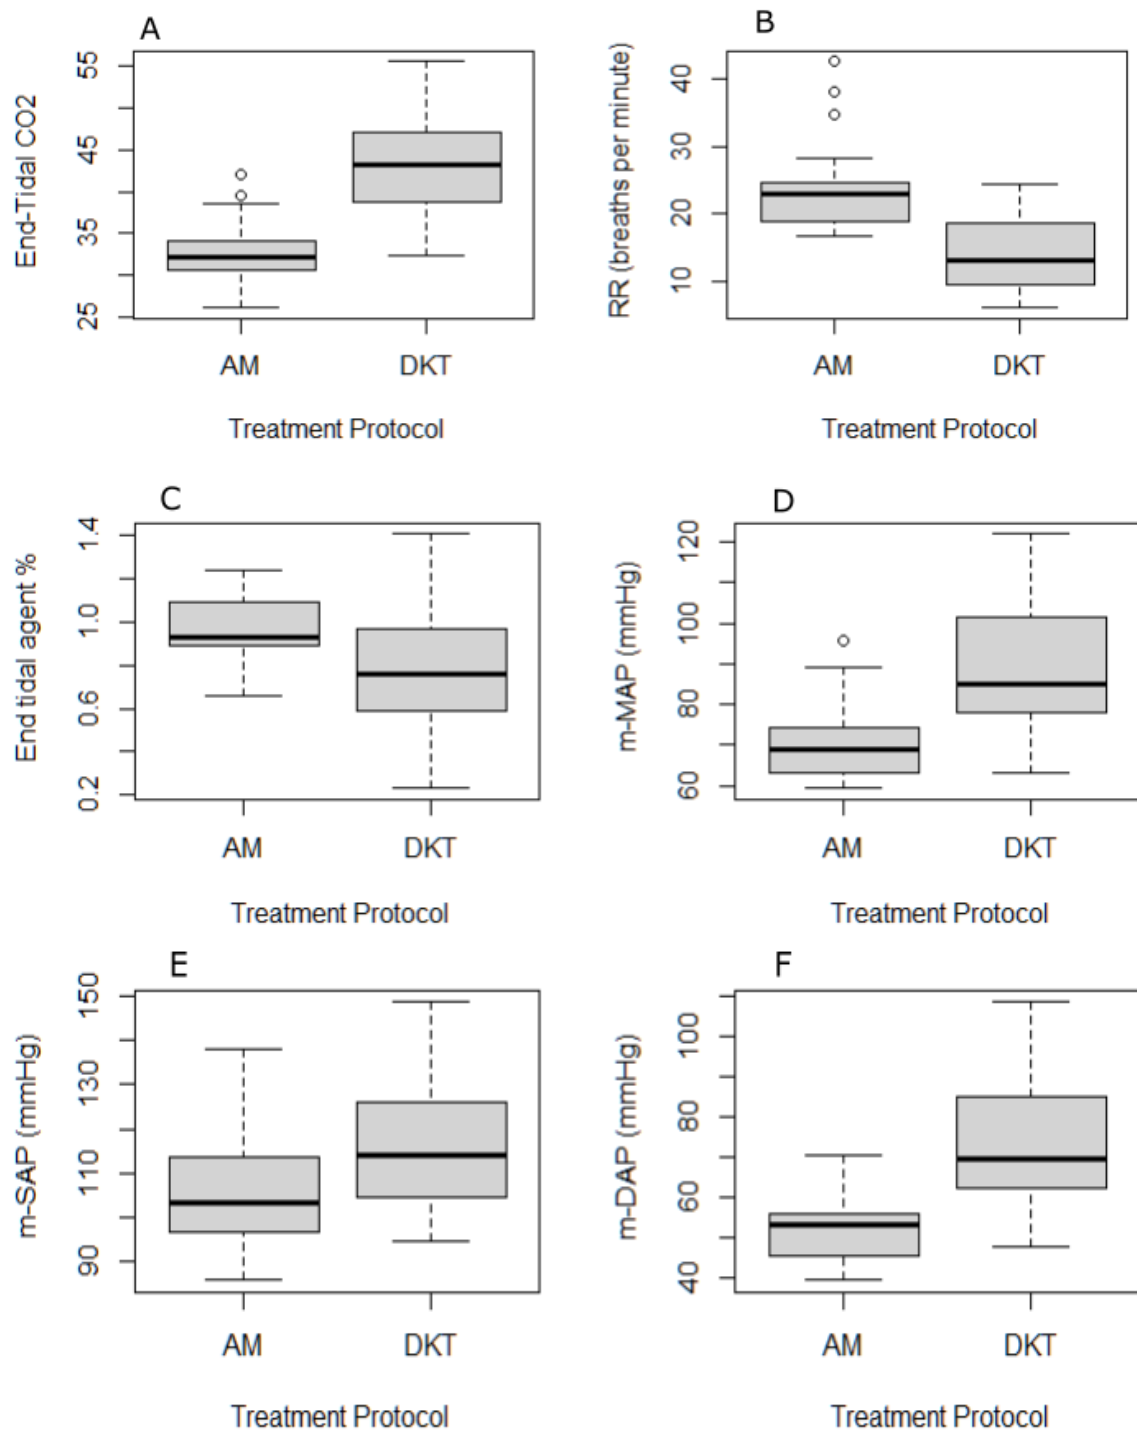 A
End-Tidal CO2
55
45
35
25
AM DKT
Treatment Protocol
B
RR (breaths per minute)
40
30
20
10
AM DKT
Treatment Protocol
C
End tidal agent %
1.4
1.0
0.6
0.2
AM DKT
Treatment Protocol
D
m-MAP (mmHg)
120
100
80
60
AM DKT
Treatment Protocol
E
m-SAP (mmHg)
150
130
110
90
AM DKT
Treatment Protocol
F
m-DAP (mmHg)
100
80
60
40
AM DKT
Treatment Protocol